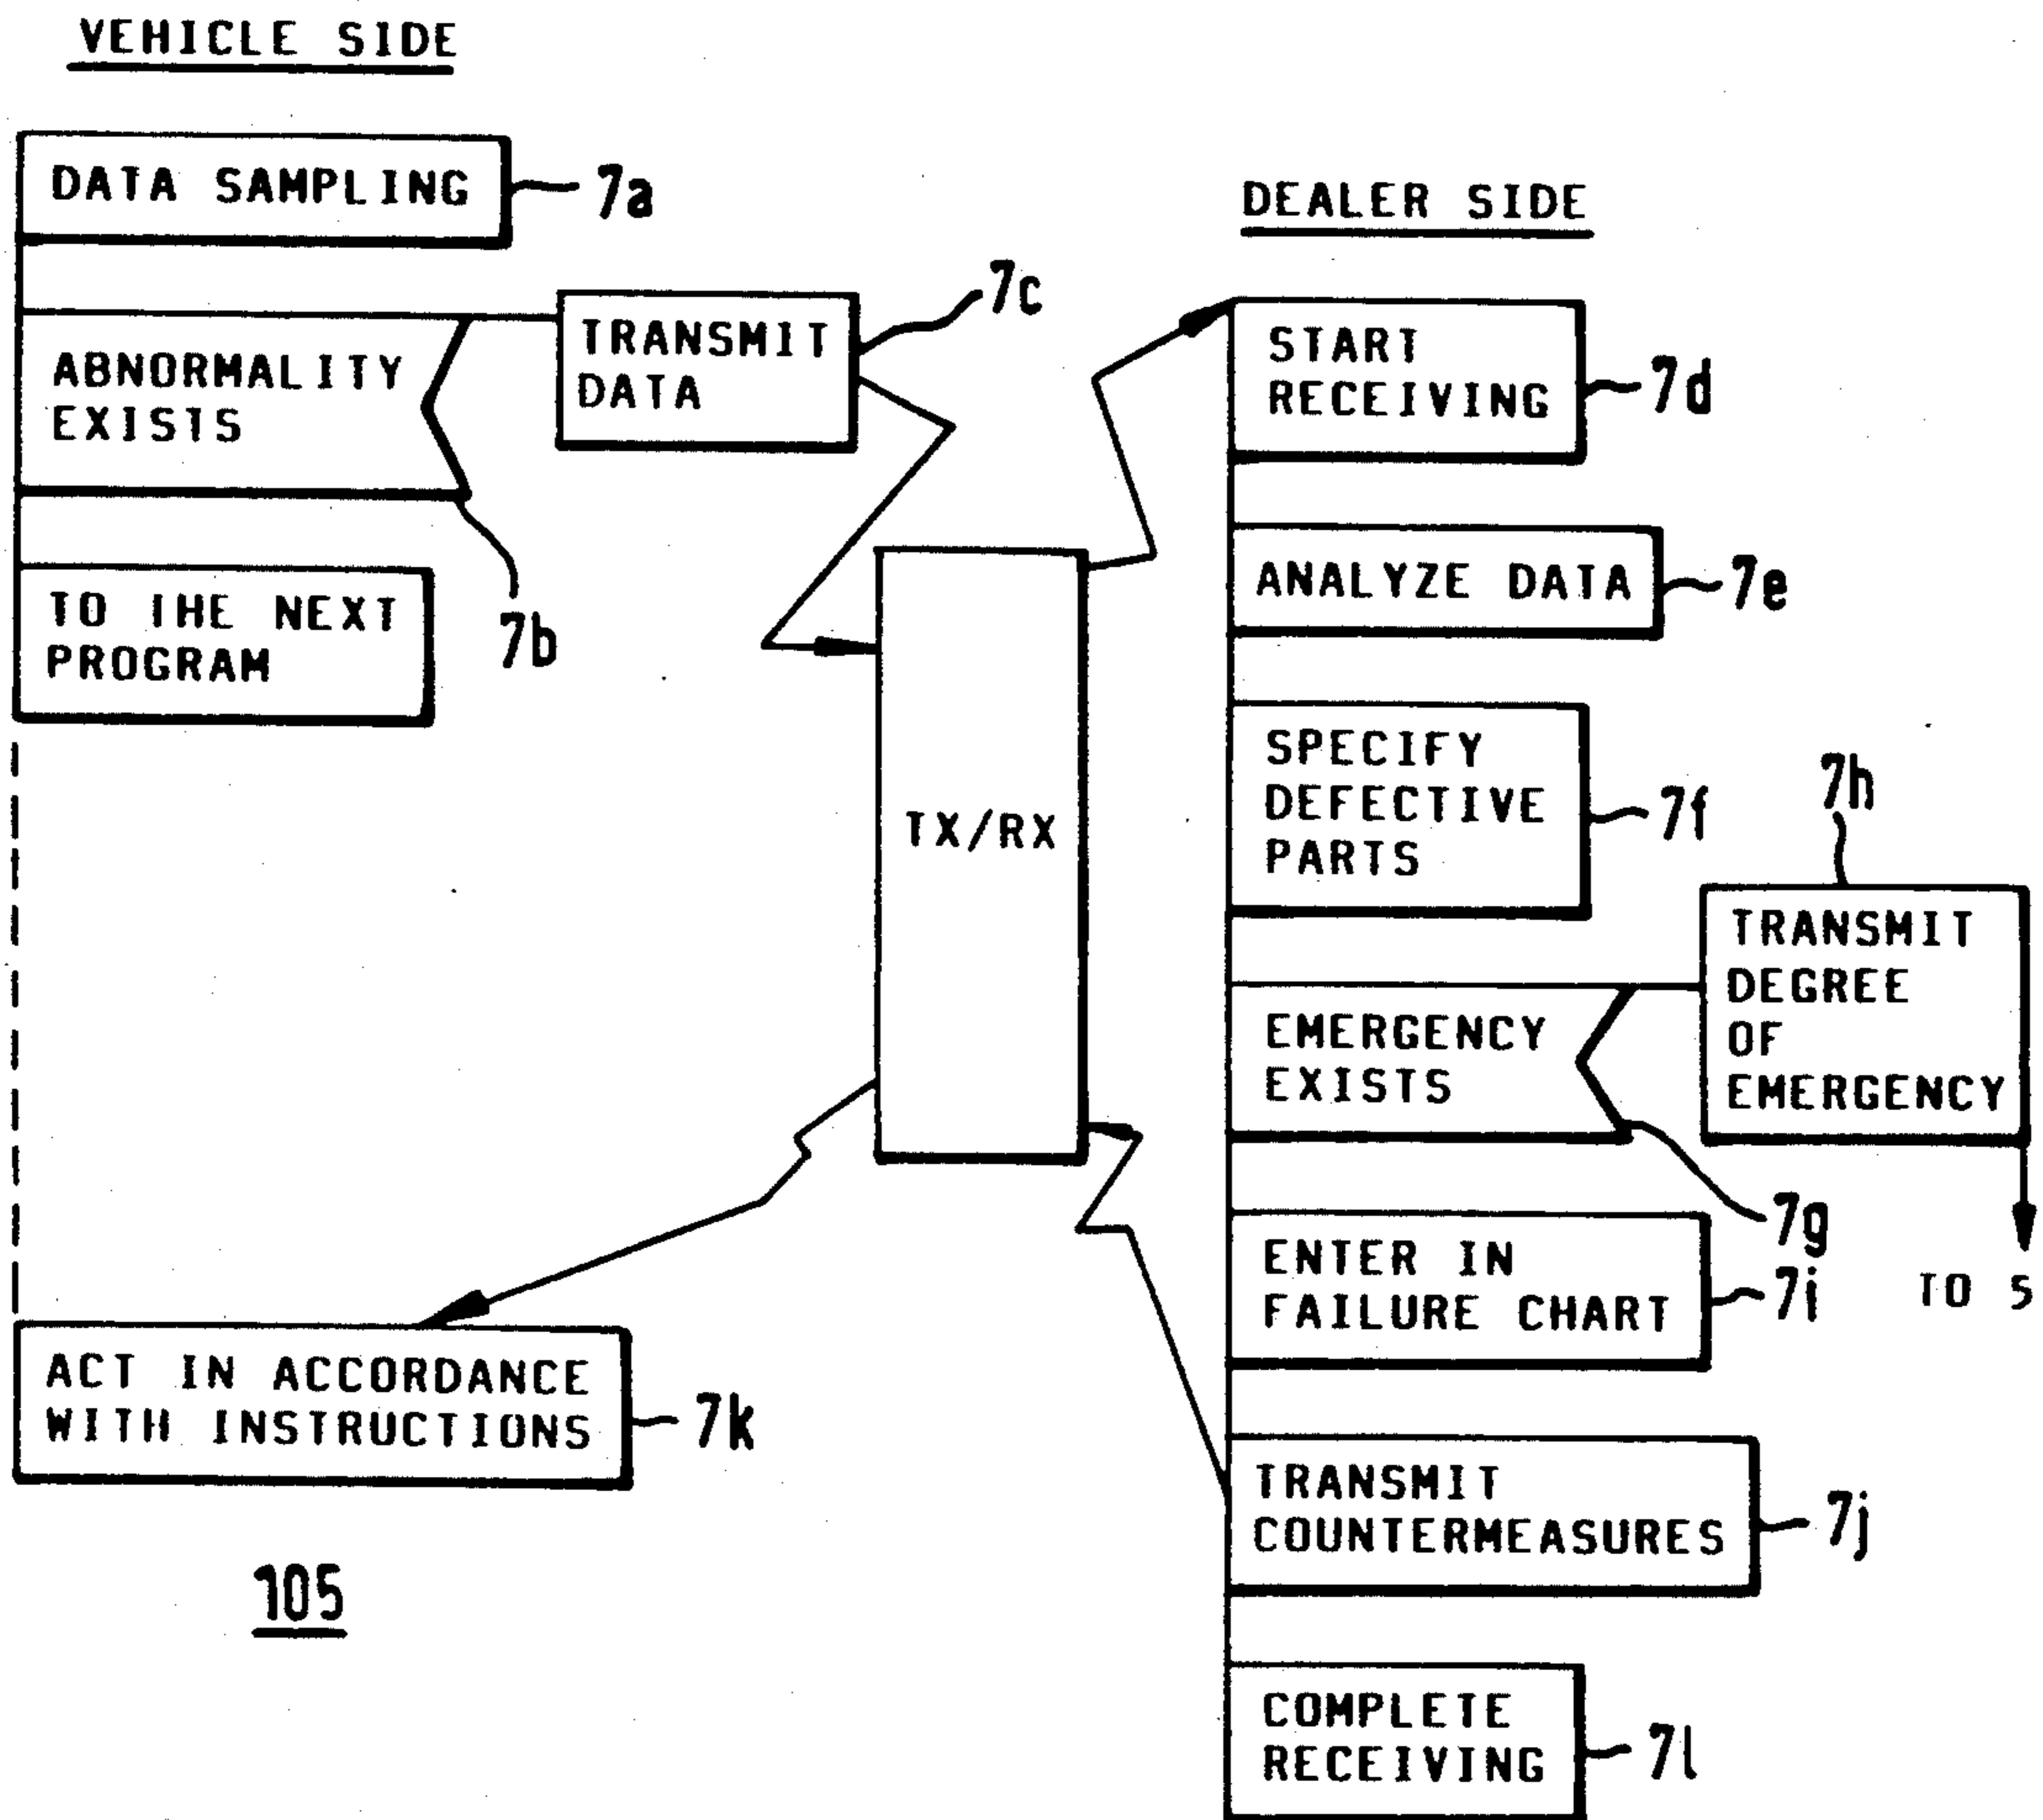 VEHICLE SIDE
DATA SAMPLING
7a
ABNORMALITY
EXISTS
7b
TRANSMIT
DATA
7c
TO THE NEXT
PROGRAM
TX/RX
ACT IN ACCORDANCE
WITH INSTRUCTIONS
7k
105
DEALER SIDE
START
RECEIVING
7d
ANALYZE DATA
7e
SPECIFY
DEFECTIVE
PARTS
7f
EMERGENCY
EXISTS
7g
7h
TRANSMIT
DEGREE
OF
EMERGENCY
TO 5
ENTER IN
FAILURE CHART
7i
TRANSMIT
COUNTERMEASURES
7j
COMPLETE
RECEIVING
7l